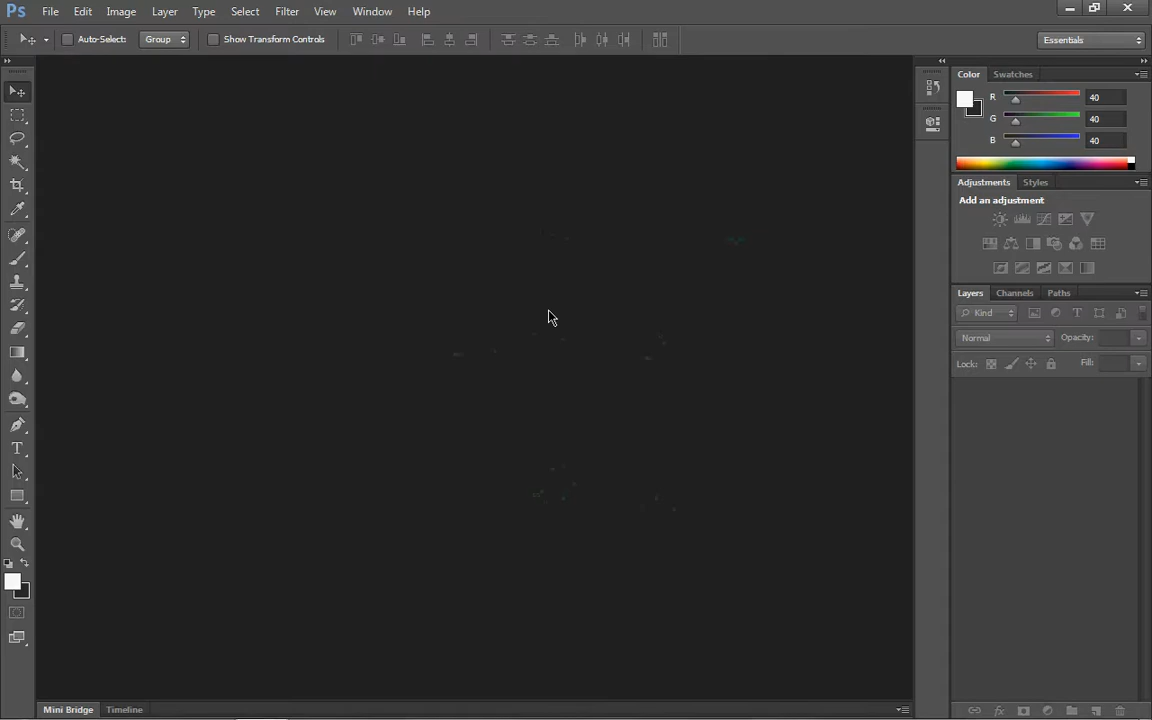 Ps File Edit Image Layer Type Select Filter View Window Help
Auto-Select: Group Show Transform Controls Essentials
Color Swatches
R 40
G 40
B 40
Adjustments Styles
Add an adjustment
Layers Channels Paths
Kind T
Normal Opacity:
Lock: Fill:
T
fx
Mini Bridge Timeline